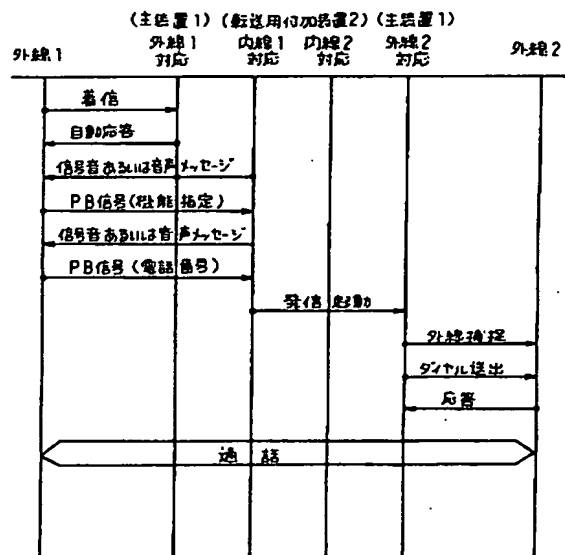 (主装置1) (転送用付加装置2) (主装置1)
外線1 外線1対応 内線1対応 内線2対応 外線2対応 外線2
着信
自動応答
信号音あるいは音声メッセージ
PB信号(機能指定)
信号音あるいは音声メッセージ
PB信号(電話番号)
発信起動
外線捕捉
ダイヤル送出
応答
通話